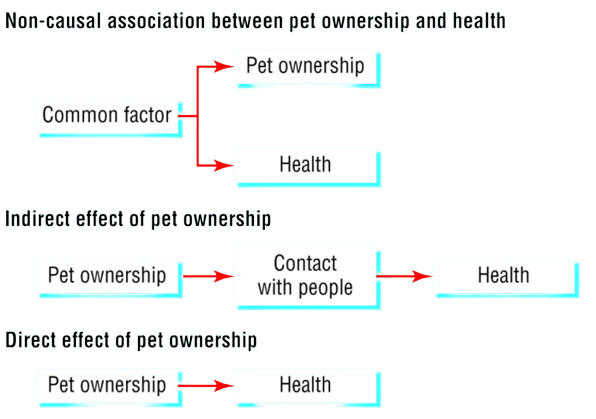 Non-causal association between pet ownership and health
Pet ownership
Common factor
Health
Indirect effect of pet ownership
Pet ownership
Contact
with people
Health
Direct effect of pet ownership
Pet ownership
Health